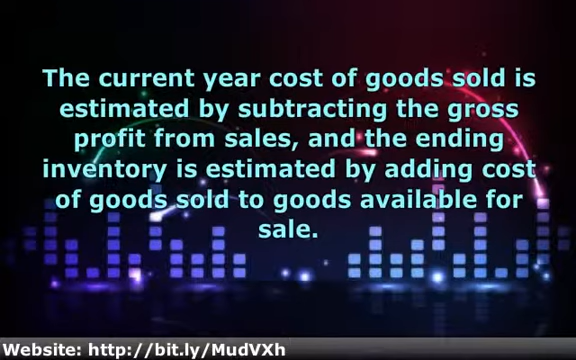 The current year cost of goods sold is
estimated by subtracting the gross
profit from sales, and the ending
inventory is estimated by adding cost
of goods sold to goods available for
sale.
Website: http://bit.ly/MudVXh